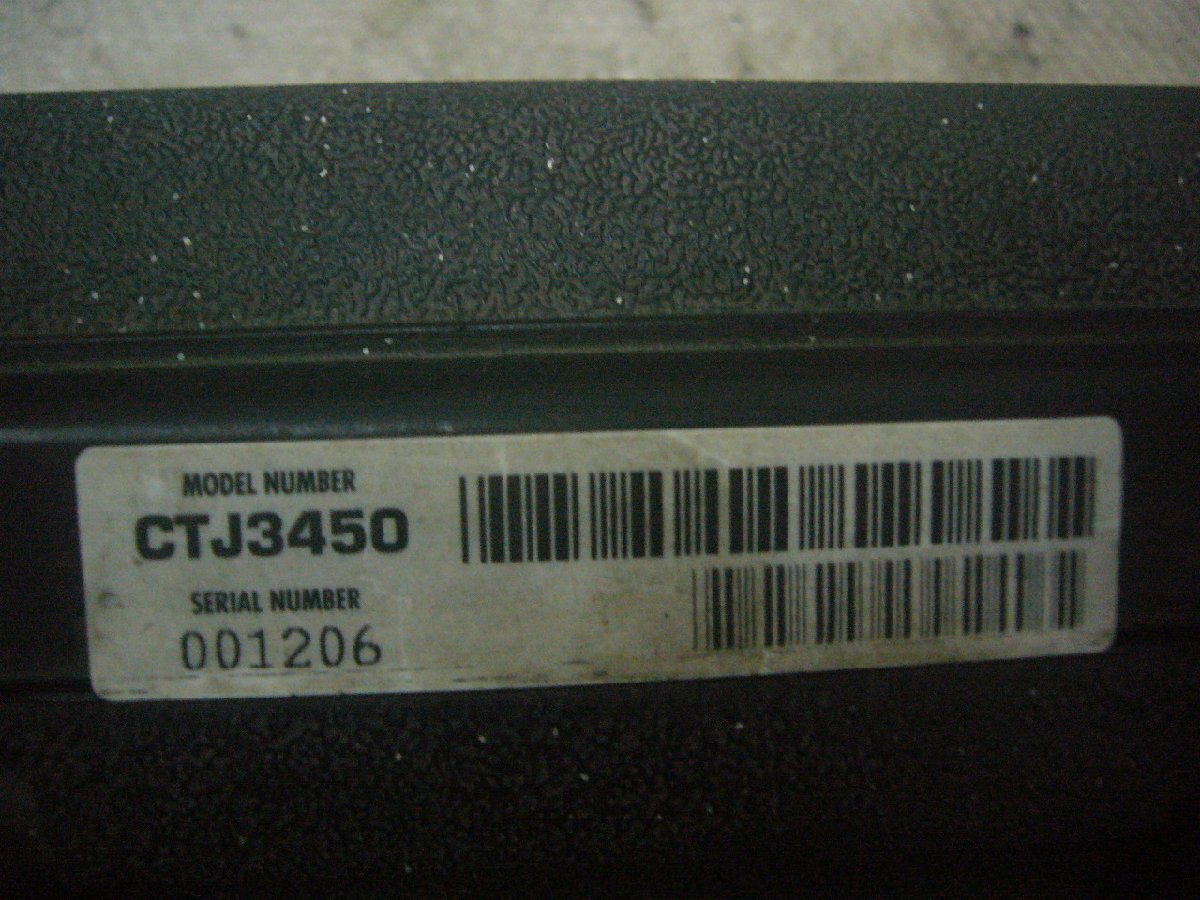 MODEL NUMBER
CTJ3450
SERIAL NUMBER
001206